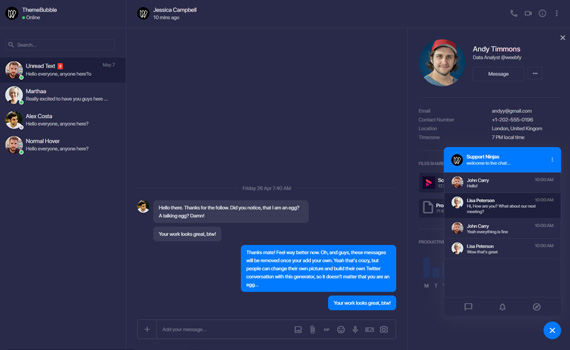 ThemeBubble
Online
Search...
Unread Text 3
May 7
Hello everyone, anyone here?s
Marthaa
Really excited to have you guys here ...
Alex Costa
Hello everyone, anyone here?
Normal Hover
Hello everyone, anyone here?
Jessica Campbell
10 mins ago
Friday 26 Apr 7:40 AM
Hello there. Thanks for the follow. Did you notice, that I am an egg?
A talking egg? Damn!
Your work looks great, btw!
Thanks mate! Feel way better now. Oh, and guys, these messages
will be removed once your add your own. Yeah that's crazy, but
people can change their own picture and build their own Twitter
conversation with this generator, so it doesn't matter that you are an
egg...
Your work looks great, btw!
Add your message...
GIF
Andy Timmons
Data Analyst @weebfy
Message
Email
andyy@gmail.com
Contact Number
+1-202-555-0196
Location
London, United Kingdom
Timezone
7 PM local time
FILES SHAR
Sc
Pro
PRODUCTIV
M T
Support Ninjas
welcome to live chat...
John Carry
10:00 AM
Hello!
Lisa Peterson
10:00 AM
Hi, How are you? What about our next
meeting?
John Carry
10:00 AM
Yeah everything is fine
Lisa Peterson
10:00 AM
Wow that's great